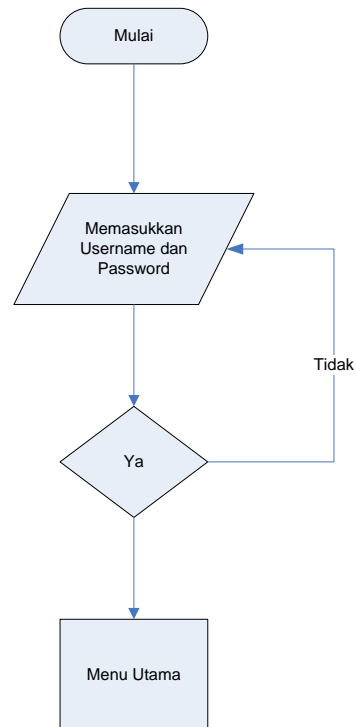 Mulai
Memasukkan
Username dan
Password
Tidak
Ya
Menu Utama